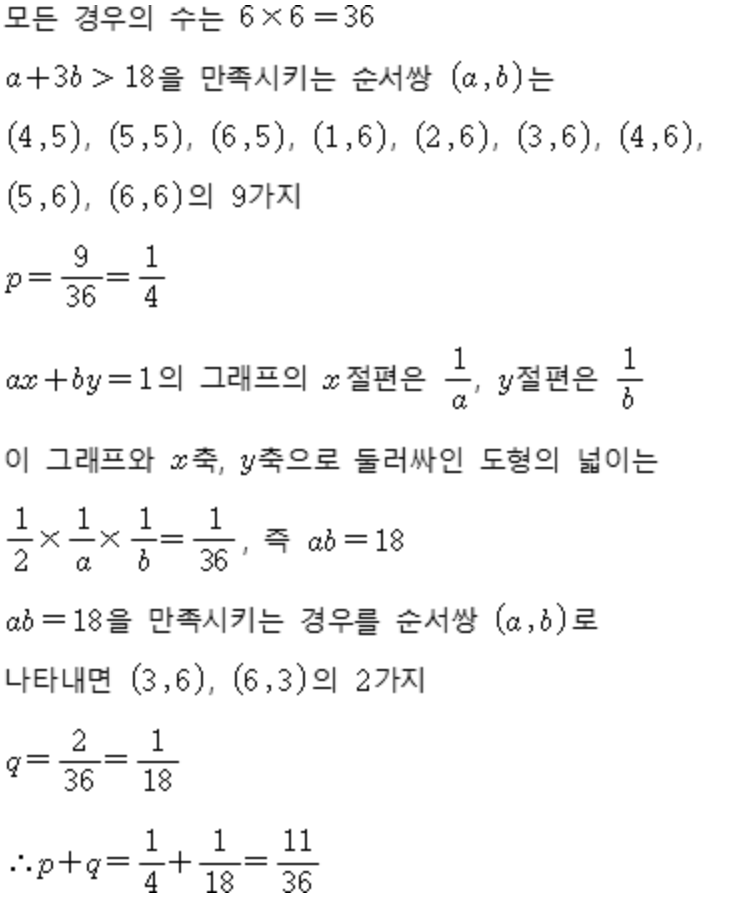 모든 경우의 수는 6×6=36
a+3b > 18을 만족시키는 순서쌍 (a,b)는
(4,5), (5,5), (6,5), (1,6), (2,6), (3,6), (4,6),
(5,6), (6,6)의 9가지
p=9/36=1/4
ax+by=1의 그래프의 x절편은 1/a, y절편은 1/b
이 그래프와 x축, y축으로 둘러싸인 도형의 넓이는
1/2×1/a×1/b=1/36, 즉 ab=18
ab=18을 만족시키는 경우를 순서쌍 (a,b)로
나타내면 (3,6), (6,3)의 2가지
q=2/36=1/18
∴p+q=1/4+1/18=11/36